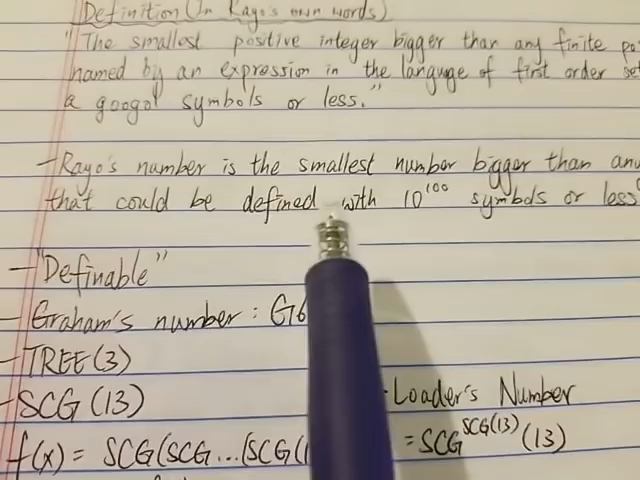 Definition (In Rayo's own words)
"The smallest positive integer bigger than any finite po
named by an expression in the language of first order set
a googol symbols or less."
-Rayo's number is the smallest number bigger than any
that could be defined with 10¹⁰⁰ symbols or less
-"Definable"
-Graham's number: G6
-TREE(3)
-SCG(13)
-Loader's Number
f(x) = SCG(SCG...(SCG(1
=SCG^SCG(13)(13)